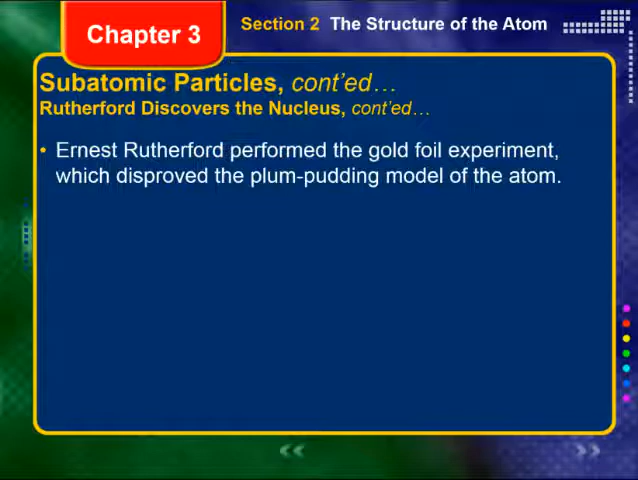 Chapter 3
Section 2 The Structure of the Atom
Subatomic Particles, cont'ed…
Rutherford Discovers the Nucleus, cont'ed…
• Ernest Rutherford performed the gold foil experiment,
which disproved the plum-pudding model of the atom.